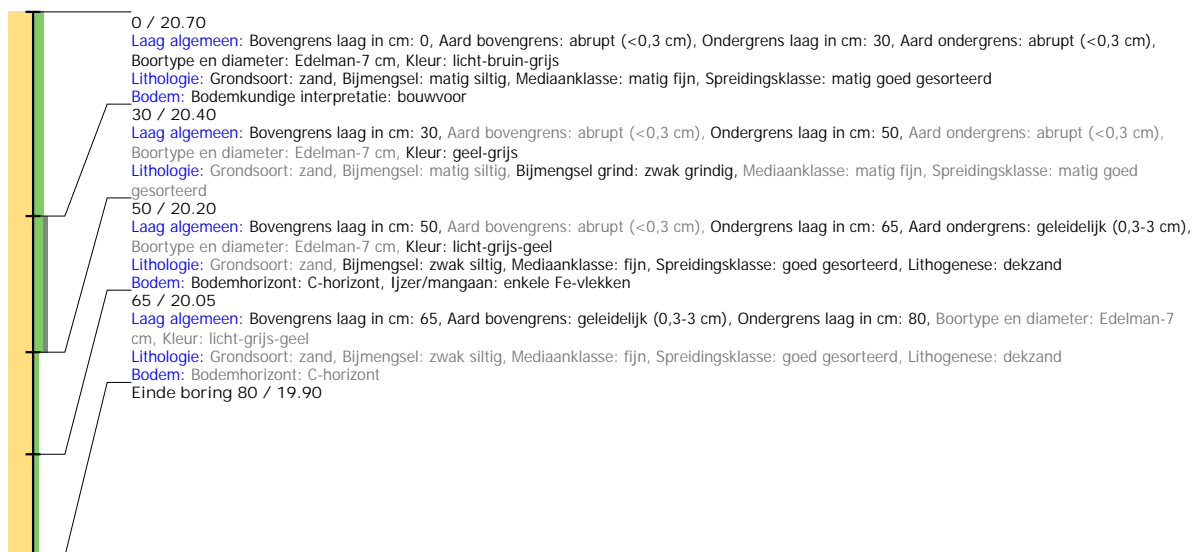 0 / 20.70
Laag algemeen: Bovengrens laag in cm: 0, Aard bovengrens: abrupt (<0,3 cm), Ondergrens laag in cm: 30, Aard ondergrens: abrupt (<0,3 cm),
Boortype en diameter: Edelman-7 cm, Kleur: licht-bruin-grijs
Lithologie: Grondsoort: zand, Bijmengsel: matig siltig, Mediaanklasse: matig fijn, Spreidingsklasse: matig goed gesorteerd
Bodem: Bodemkundige interpretatie: bouwvoor
30 / 20.40
Laag algemeen: Bovengrens laag in cm: 30, Aard bovengrens: abrupt (<0,3 cm), Ondergrens laag in cm: 50, Aard ondergrens: abrupt (<0,3 cm),
Boortype en diameter: Edelman-7 cm, Kleur: geel-grijs
Lithologie: Grondsoort: zand, Bijmengsel: matig siltig, Bijmengsel grind: zwak grindig, Mediaanklasse: matig fijn, Spreidingsklasse: matig goed
gesorteerd
50 / 20.20
Laag algemeen: Bovengrens laag in cm: 50, Aard bovengrens: abrupt (<0,3 cm), Ondergrens laag in cm: 65, Aard ondergrens: geleidelijk (0,3-3 cm),
Boortype en diameter: Edelman-7 cm, Kleur: licht-grijs-geel
Lithologie: Grondsoort: zand, Bijmengsel: zwak siltig, Mediaanklasse: fijn, Spreidingsklasse: goed gesorteerd, Lithogenese: dekzand
Bodem: Bodemhorizont: C-horizont, Ijzer/mangaan: enkele Fe-vlekken
65 / 20.05
Laag algemeen: Bovengrens laag in cm: 65, Aard bovengrens: geleidelijk (0,3-3 cm), Ondergrens laag in cm: 80, Boortype en diameter: Edelman-7
cm, Kleur: licht-grijs-geel
Lithologie: Grondsoort: zand, Bijmengsel: zwak siltig, Mediaanklasse: fijn, Spreidingsklasse: goed gesorteerd, Lithogenese: dekzand
Bodem: Bodemhorizont: C-horizont
Einde boring 80 / 19.90